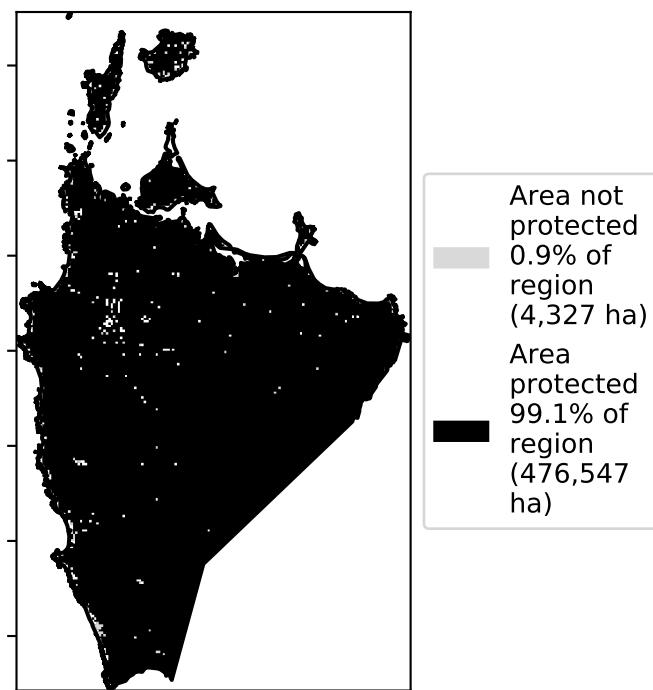 Area not
protected
0.9% of
region
(4,327 ha)
Area
protected
99.1% of
region
(476,547
ha)